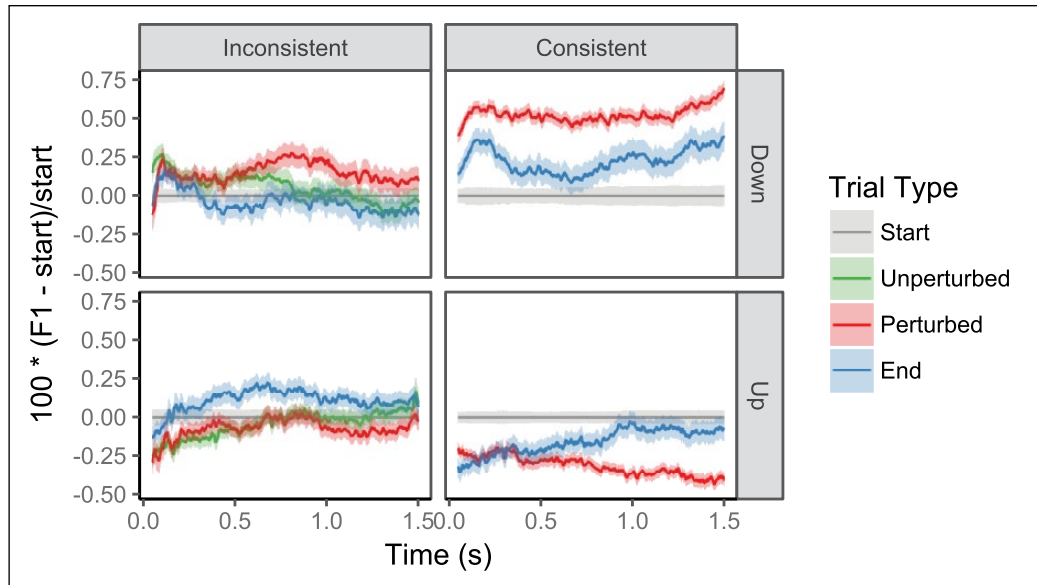 Inconsistent
Consistent
0.75
0.50
0.25
0.00
-0.25
-0.50
Down
0.75
0.50
0.25
0.00
-0.25
-0.50
Up
0.0
0.5
1.0
1.5
0.0
0.5
1.0
1.5
Time (s)
100 * (F1 - start)/start
Trial Type
Start
Unperturbed
Perturbed
End